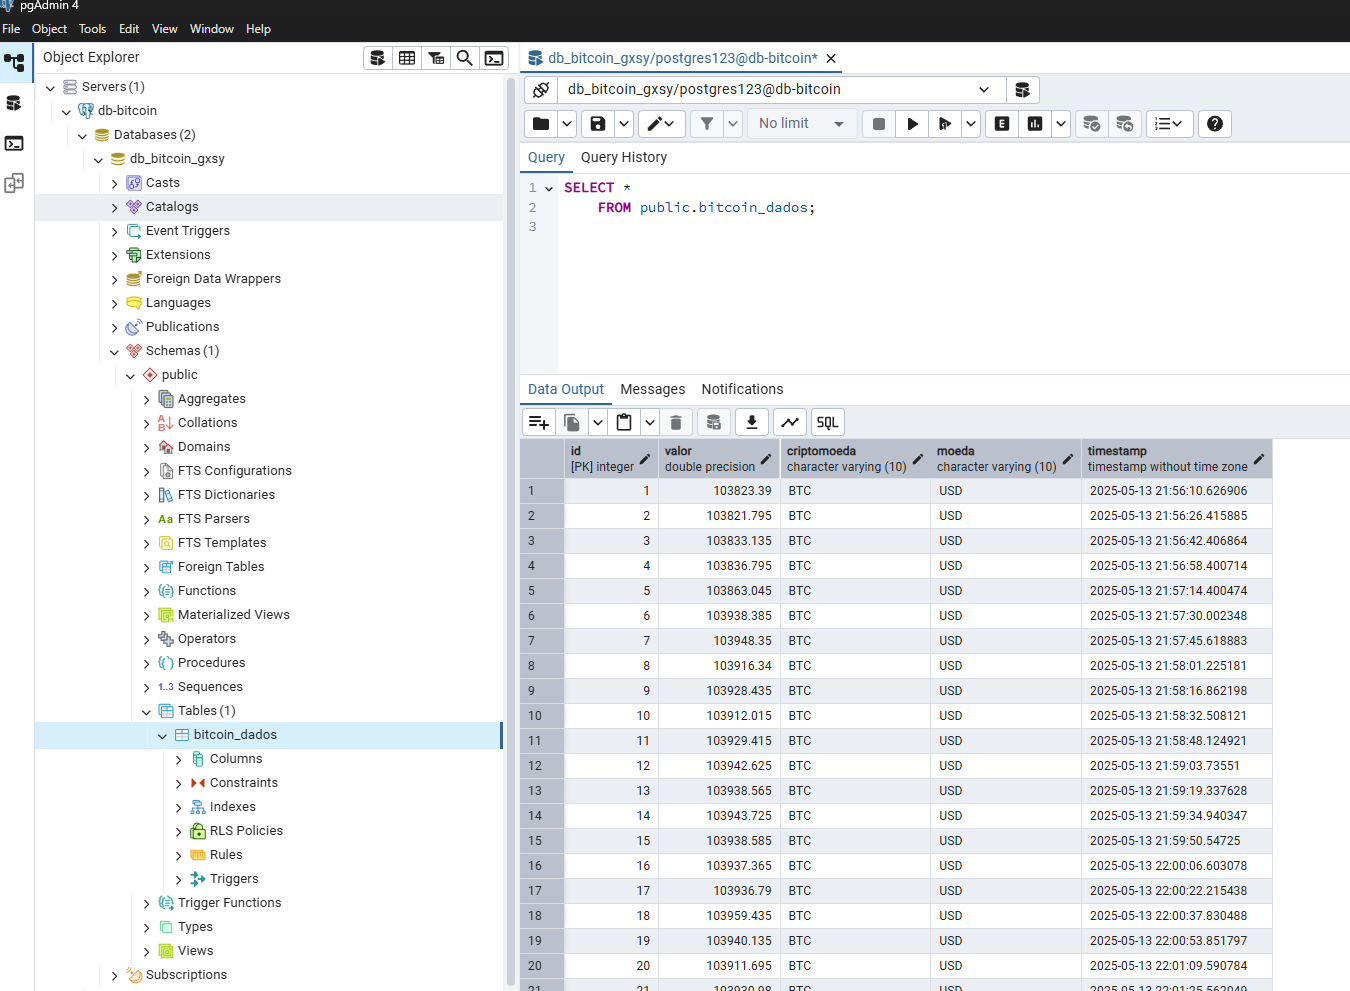 pgAdmin 4
File Object Tools Edit View Window Help
Object Explorer
Servers (1)
db-bitcoin
Databases (2)
db_bitcoin_gxsy
Casts
Catalogs
Event Triggers
Extensions
Foreign Data Wrappers
Languages
Publications
Schemas (1)
public
Aggregates
Collations
Domains
FTS Configurations
FTS Dictionaries
Aa FTS Parsers
FTS Templates
Foreign Tables
Functions
Materialized Views
Operators
Procedures
1..3 Sequences
Tables (1)
bitcoin_dados
Columns
Constraints
Indexes
RLS Policies
Rules
Triggers
Trigger Functions
Types
Views
Subscriptions
db_bitcoin_gxsy/postgres123@db-bitcoin*
db_bitcoin_gxsy/postgres123@db-bitcoin
No limit E
Query Query History
1 SELECT *
2 FROM public.bitcoin_dados;
3
Data Output Messages Notifications
SQL
id valor criptomoeda moeda timestamp
[PK] integer double precision character varying (10) character varying (10) timestamp without time zone
1 1 103823.39 BTC USD 2025-05-13 21:56:10.626906
2 2 103821.795 BTC USD 2025-05-13 21:56:26.415885
3 3 103833.135 BTC USD 2025-05-13 21:56:42.406864
4 4 103836.795 BTC USD 2025-05-13 21:56:58.400714
5 5 103863.045 BTC USD 2025-05-13 21:57:14.400474
6 6 103938.385 BTC USD 2025-05-13 21:57:30.002348
7 7 103948.35 BTC USD 2025-05-13 21:57:45.618883
8 8 103916.34 BTC USD 2025-05-13 21:58:01.225181
9 9 103928.435 BTC USD 2025-05-13 21:58:16.862198
10 10 103912.015 BTC USD 2025-05-13 21:58:32.508121
11 11 103929.415 BTC USD 2025-05-13 21:58:48.124921
12 12 103942.625 BTC USD 2025-05-13 21:59:03.73551
13 13 103938.565 BTC USD 2025-05-13 21:59:19.337628
14 14 103943.725 BTC USD 2025-05-13 21:59:34.940347
15 15 103938.585 BTC USD 2025-05-13 21:59:50.54725
16 16 103937.365 BTC USD 2025-05-13 22:00:06.603078
17 17 103936.79 BTC USD 2025-05-13 22:00:22.215438
18 18 103959.435 BTC USD 2025-05-13 22:00:37.830488
19 19 103940.135 BTC USD 2025-05-13 22:00:53.851797
20 20 103911.695 BTC USD 2025-05-13 22:01:09.590784
21 21 103930.98 BTC USD 2025-05-13 22:01:25.562049